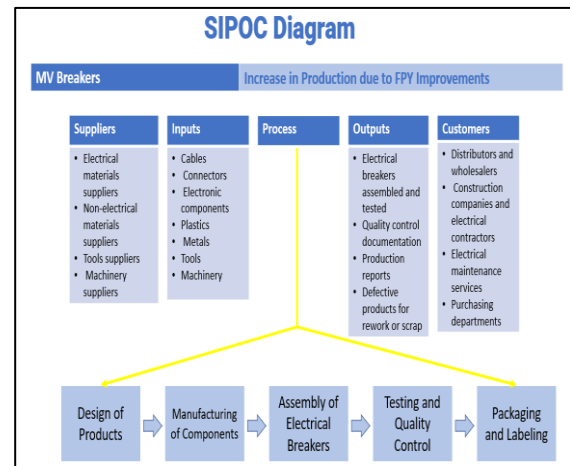 SIPOC Diagram
MV Breakers
Increase in Production due to FPY Improvements
Suppliers
• Electrical
materials
suppliers
• Non-electrical
materials
suppliers
• Tools suppliers
• Machinery
suppliers
Inputs
• Cables
• Connectors
• Electronic
components
• Plastics
• Metals
• Tools
• Machinery
Process
Outputs
• Electrical
breakers
assembled and
tested
• Quality control
documentation
• Production
reports
• Defective
products for
rework or scrap
Customers
• Distributors and
wholesalers
• Construction
companies and
electrical
contractors
• Electrical
maintenance
services
• Purchasing
departments
Design of
Products
Manufacturing
of Components
Assembly of
Electrical
Breakers
Testing and
Quality
Control
Packaging
and Labeling